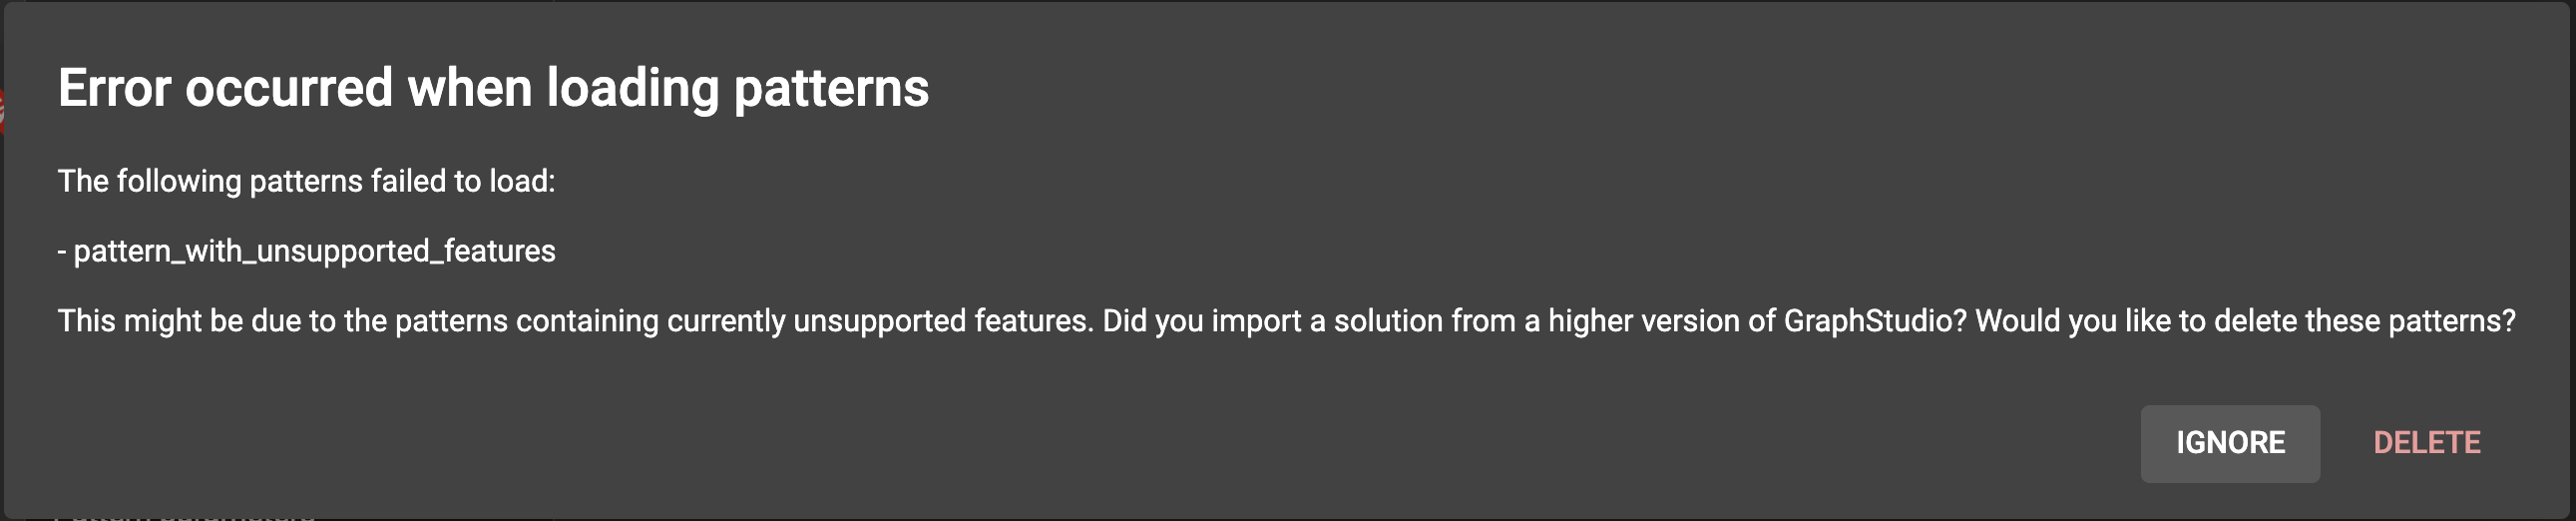 Error occurred when loading patterns
The following patterns failed to load:
- pattern_with_unsupported_features
This might be due to the patterns containing currently unsupported features. Did you import a solution from a higher version of GraphStudio? Would you like to delete these patterns?
IGNORE DELETE